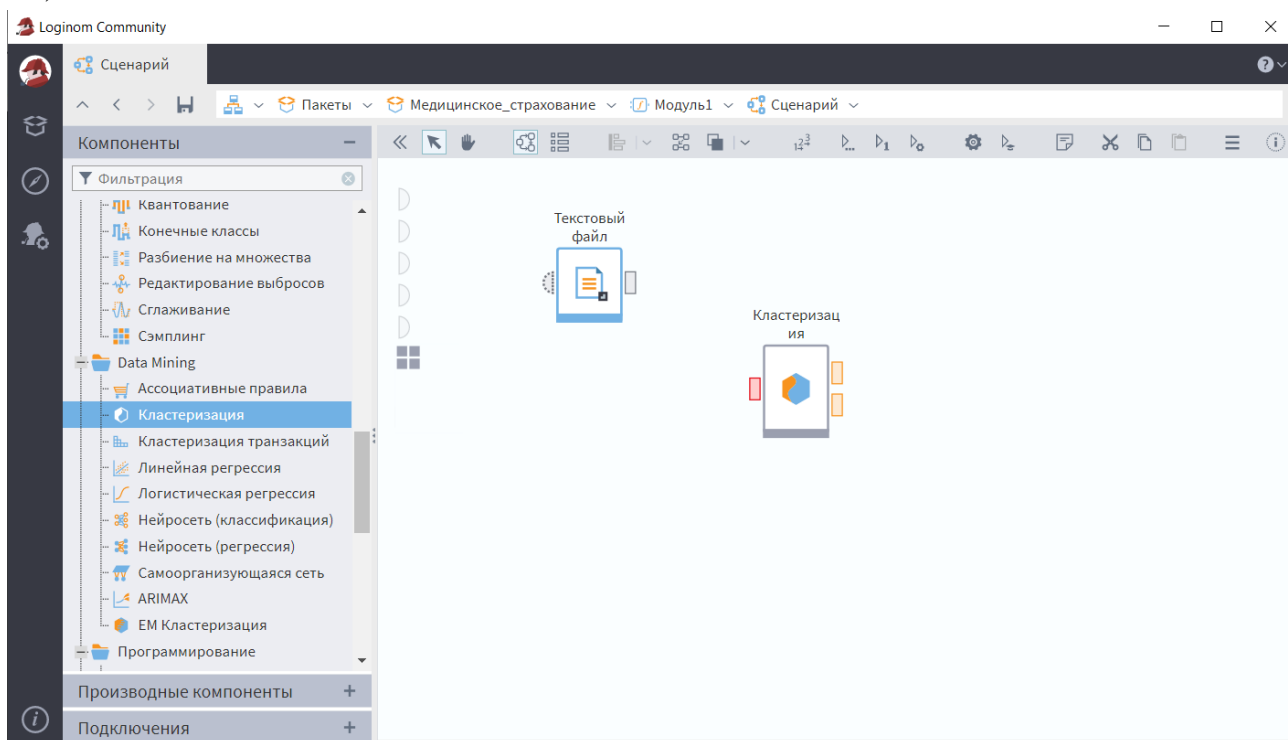 Loginom Community
Сценарий
Пакеты
Медицинское_страхование
Модуль1
Сценарий
Компоненты
Фильтрация
Квантование
Конечные классы
Разбиение на множества
Редактирование выбросов
Сглаживание
Сэмплинг
Data Mining
Ассоциативные правила
Кластеризация
Кластеризация транзакций
Линейная регрессия
Логистическая регрессия
Нейросеть (классификация)
Нейросеть (регрессия)
Самоорганизующаяся сеть
ARIMAX
EM Кластеризация
Программирование
Производные компоненты
Подключения
Текстовый
файл
Кластеризац
ия